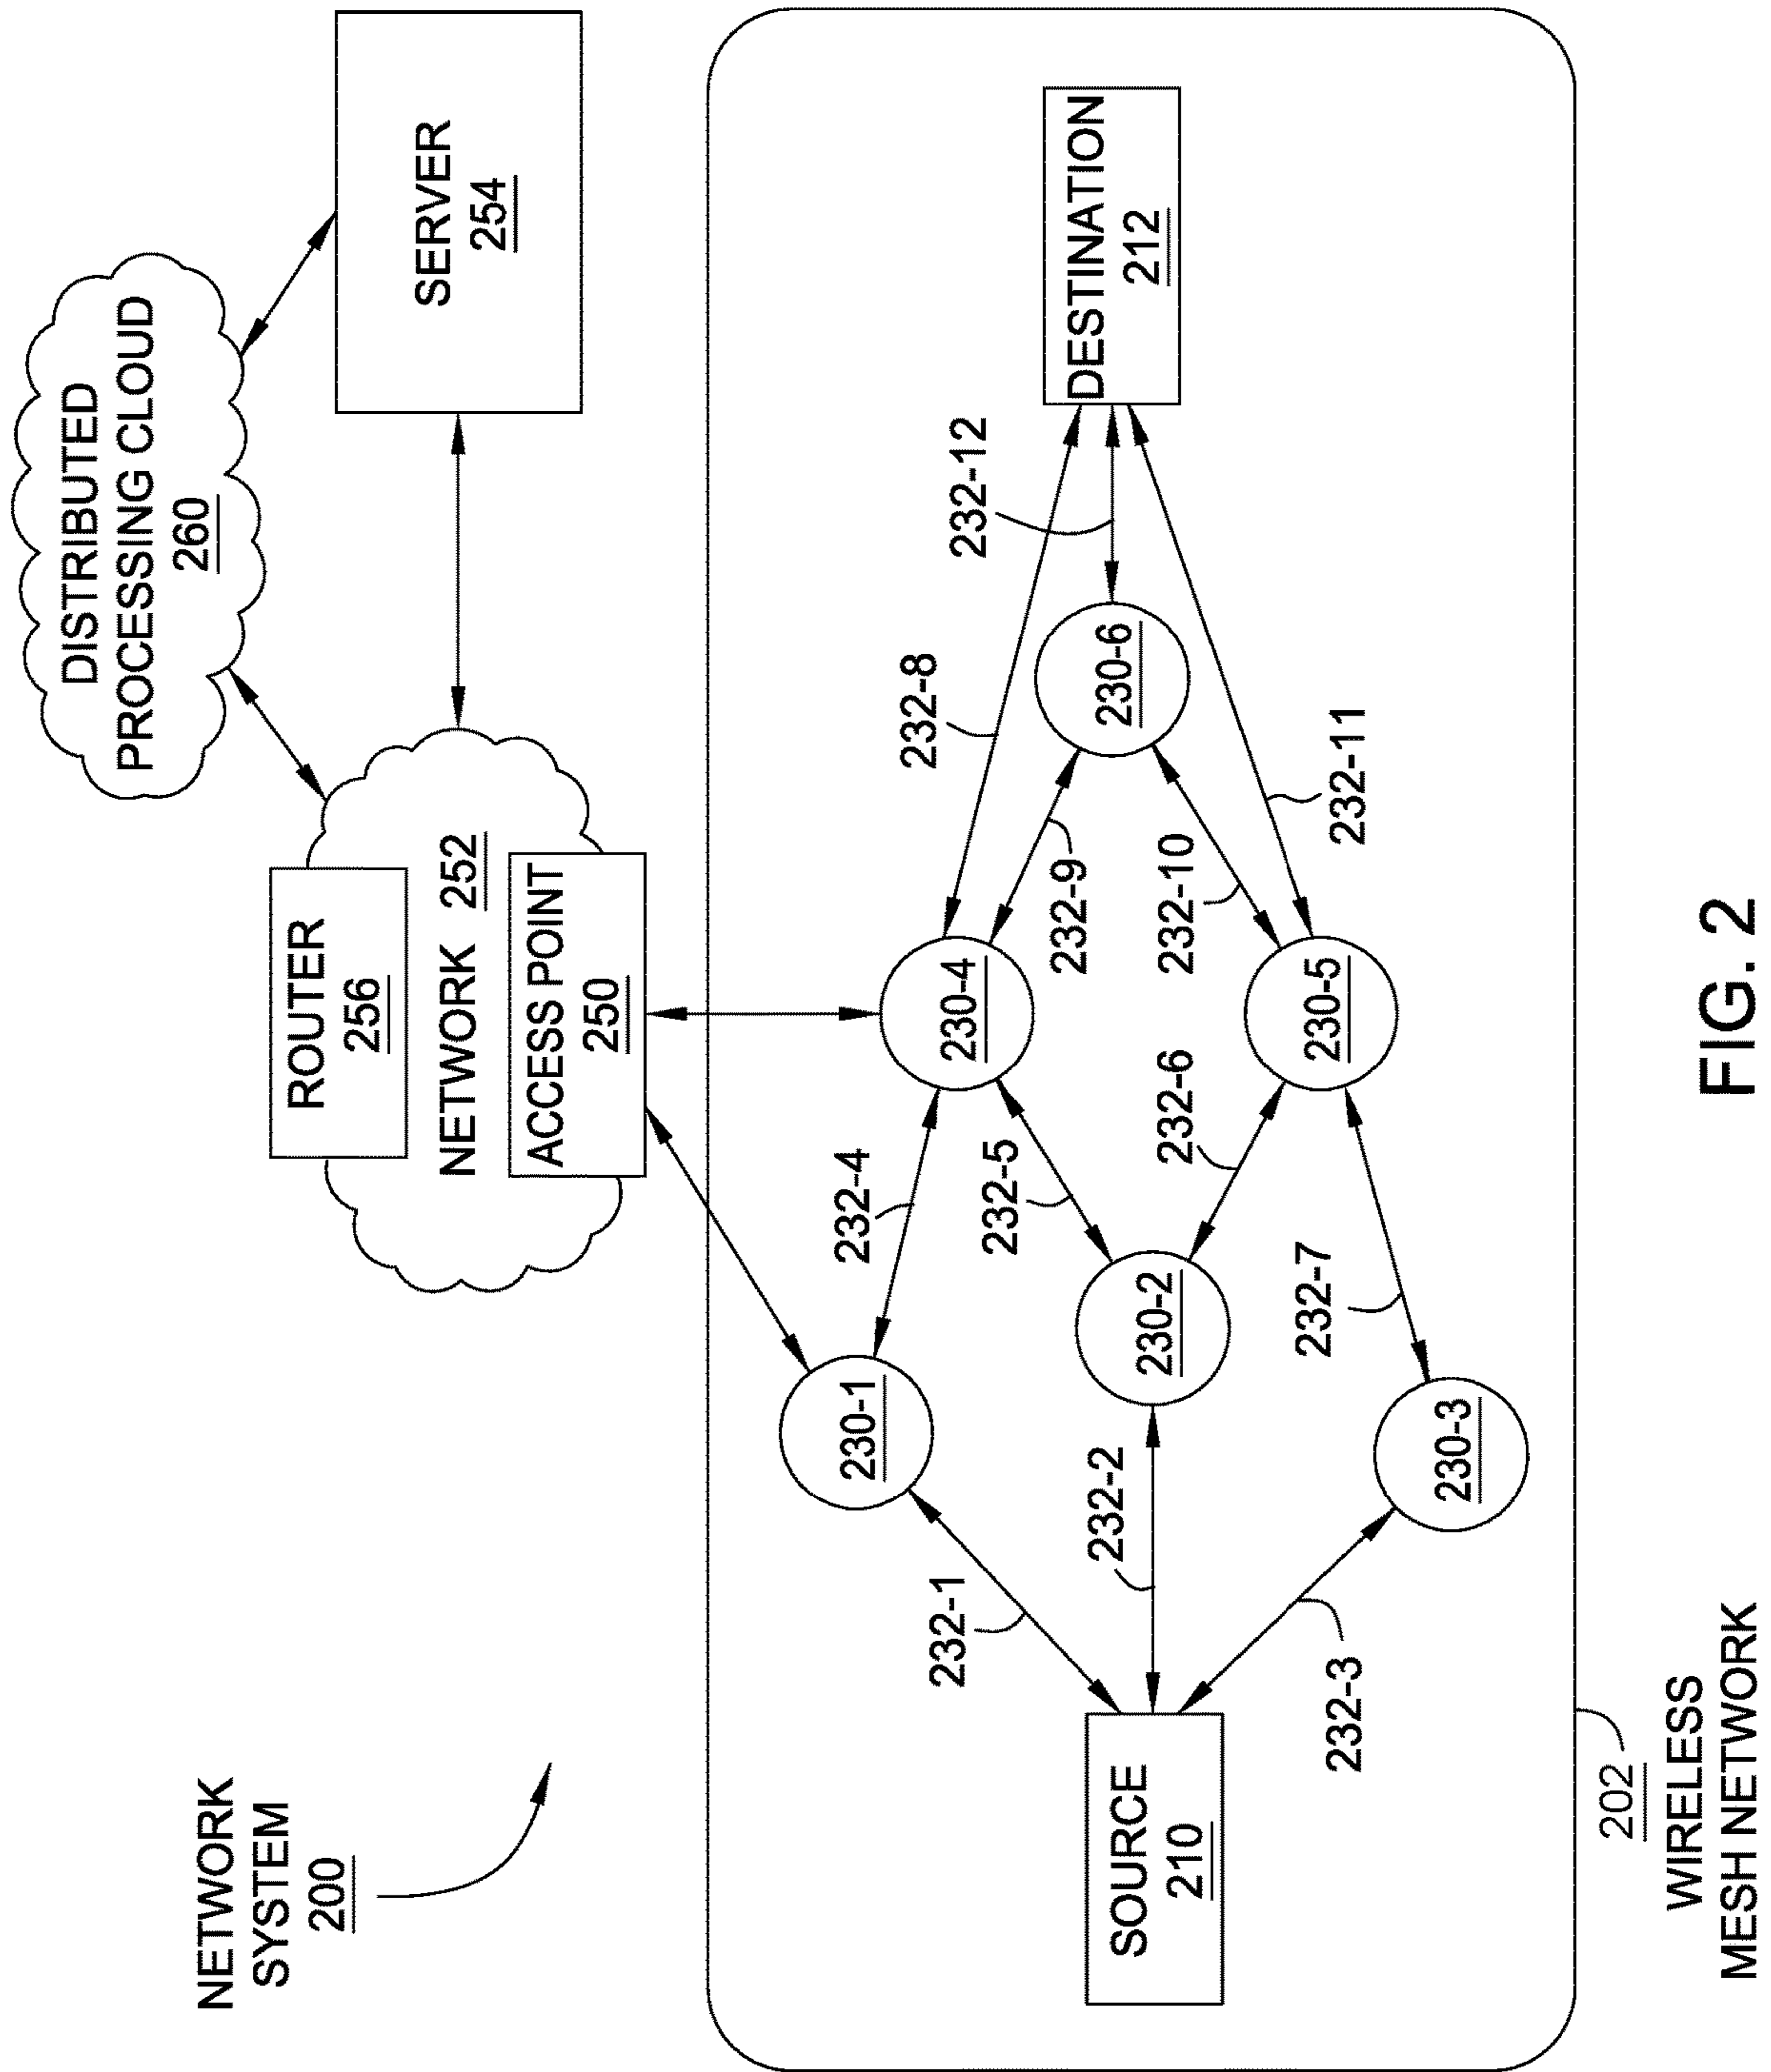 NETWORK
SYSTEM
200
DISTRIBUTED
PROCESSING CLOUD
260
ROUTER
256
NETWORK 252
ACCESS POINT
250
SERVER
254
SOURCE
210
232-1
232-2
232-3
230-1
230-2
230-3
232-4
232-5
232-6
232-7
230-4
230-5
232-8
232-9
232-10
232-11
230-6
232-12
DESTINATION
212
202
WIRELESS
MESH NETWORK
FIG. 2